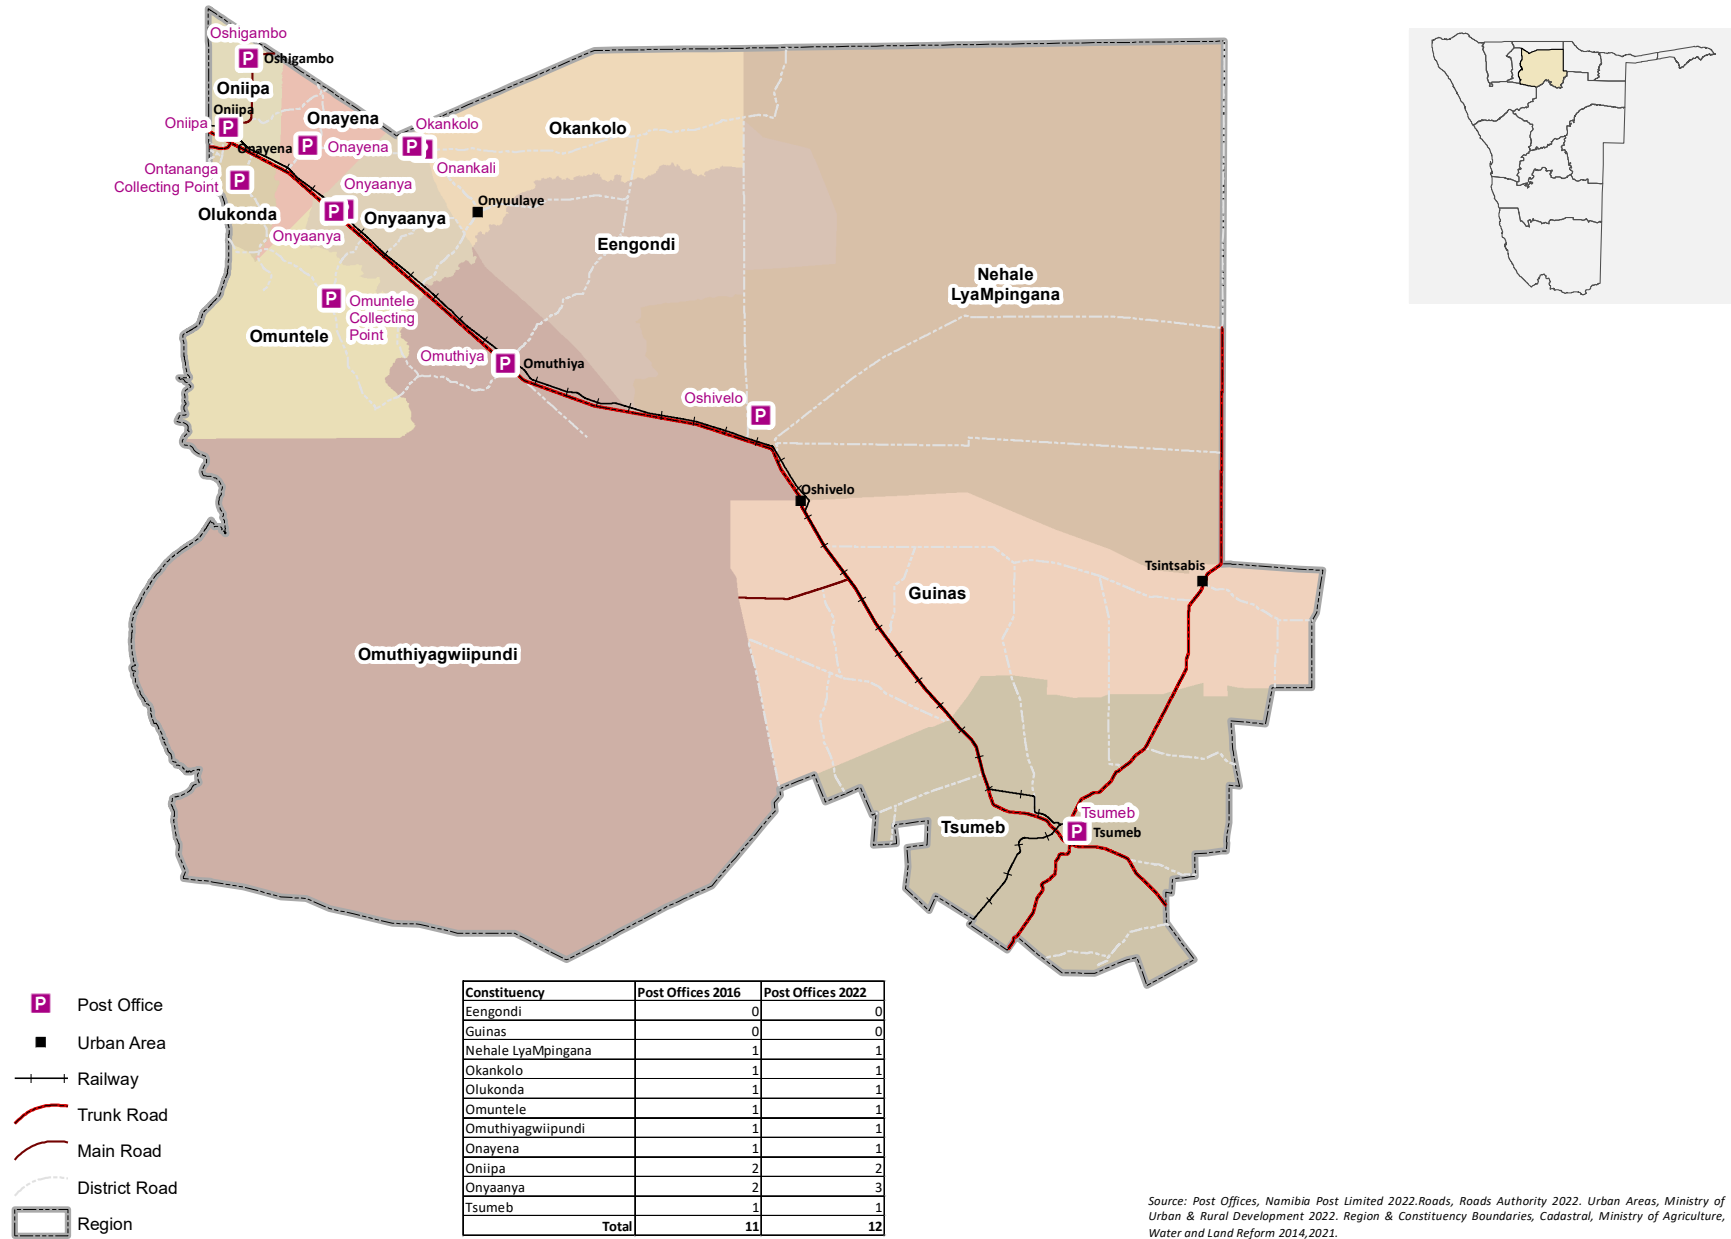 Oshigambo
P
Oshigambo
Oniipa
Oniipa
Oniipa
P
Onayena
Onayena
P
Onayena
Okankolo
P
Onankali
Okankolo
Ontananga
Collecting Point
P
Olukonda
Onyaanya
P
Onyaanya
Onyaanya
Onyuulaye
Eengondi
Nehale
LyaMpingana
P
Omuntele
Collecting
Point
Omuntele
Omuthiya
P
Omuthiya
Oshivelo
P
Oshivelo
Tsintsabis
Guinas
Omuthiyagwiipundi
Tsumeb
Tsumeb
P
Tsumeb
P Post Office
Urban Area
Railway
Trunk Road
Main Road
District Road
Region
Constituency Post Offices 2016 Post Offices 2022
Eengondi 0 0
Guinas 0 0
Nehale LyaMpingana 1 1
Okankolo 1 1
Olukonda 1 1
Omuntele 1 1
Omuthiyagwiipundi 1 1
Onayena 1 1
Oniipa 2 2
Onyaanya 2 3
Tsumeb 1 1
Total 11 12
Source: Post Offices, Namibia Post Limited 2022.Roads, Roads Authority 2022. Urban Areas, Ministry of
Urban & Rural Development 2022. Region & Constituency Boundaries, Cadastral, Ministry of Agriculture,
Water and Land Reform 2014,2021.